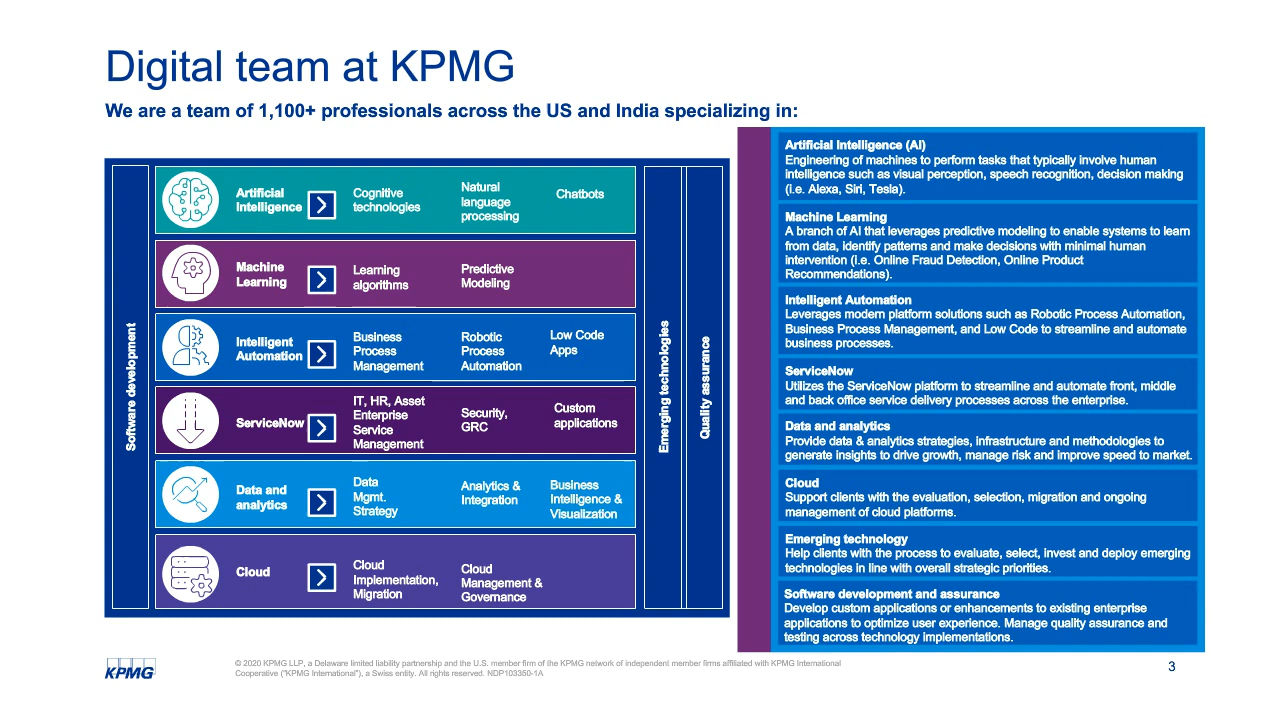 Digital team at KPMG
We are a team of 1,100+ professionals across the US and India specializing in:
Software development
Artificial
Intelligence
Cognitive
technologies
Natural
language
processing
Chatbots
Machine
Learning
Learning
algorithms
Predictive
Modeling
Intelligent
Automation
Business
Process
Management
Robotic
Process
Automation
Low Code
Apps
ServiceNow
IT, HR, Asset
Enterprise
Service
Management
Security,
GRC
Custom
applications
Data and
analytics
Data
Mgmt.
Strategy
Analytics &
Integration
Business
Intelligence &
Visualization
Cloud
Cloud
Implementation,
Migration
Cloud
Management &
Governance
Emerging technologies
Quality assurance
Artificial Intelligence (AI)
Engineering of machines to perform tasks that typically involve human
intelligence such as visual perception, speech recognition, decision making
(i.e. Alexa, Siri, Tesla).
Machine Learning
A branch of AI that leverages predictive modeling to enable systems to learn
from data, identify patterns and make decisions with minimal human
intervention (i.e. Online Fraud Detection, Online Product
Recommendations).
Intelligent Automation
Leverages modern platform solutions such as Robotic Process Automation,
Business Process Management, and Low Code to streamline and automate
business processes.
ServiceNow
Utilizes the ServiceNow platform to streamline and automate front, middle
and back office service delivery processes across the enterprise.
Data and analytics
Provide data & analytics strategies, infrastructure and methodologies to
generate insights to drive growth, manage risk and improve speed to market.
Cloud
Support clients with the evaluation, selection, migration and ongoing
management of cloud platforms.
Emerging technology
Help clients with the process to evaluate, select, invest and deploy emerging
technologies in line with overall strategic priorities.
Software development and assurance
Develop custom applications or enhancements to existing enterprise
applications to optimize user experience. Manage quality assurance and
testing across technology implementations.
KPMG
© 2020 KPMG LLP, a Delaware limited liability partnership and the U.S. member firm of the KPMG network of independent member firms affiliated with KPMG International
Cooperative ("KPMG International"), a Swiss entity. All rights reserved. NDP103350-1A
3